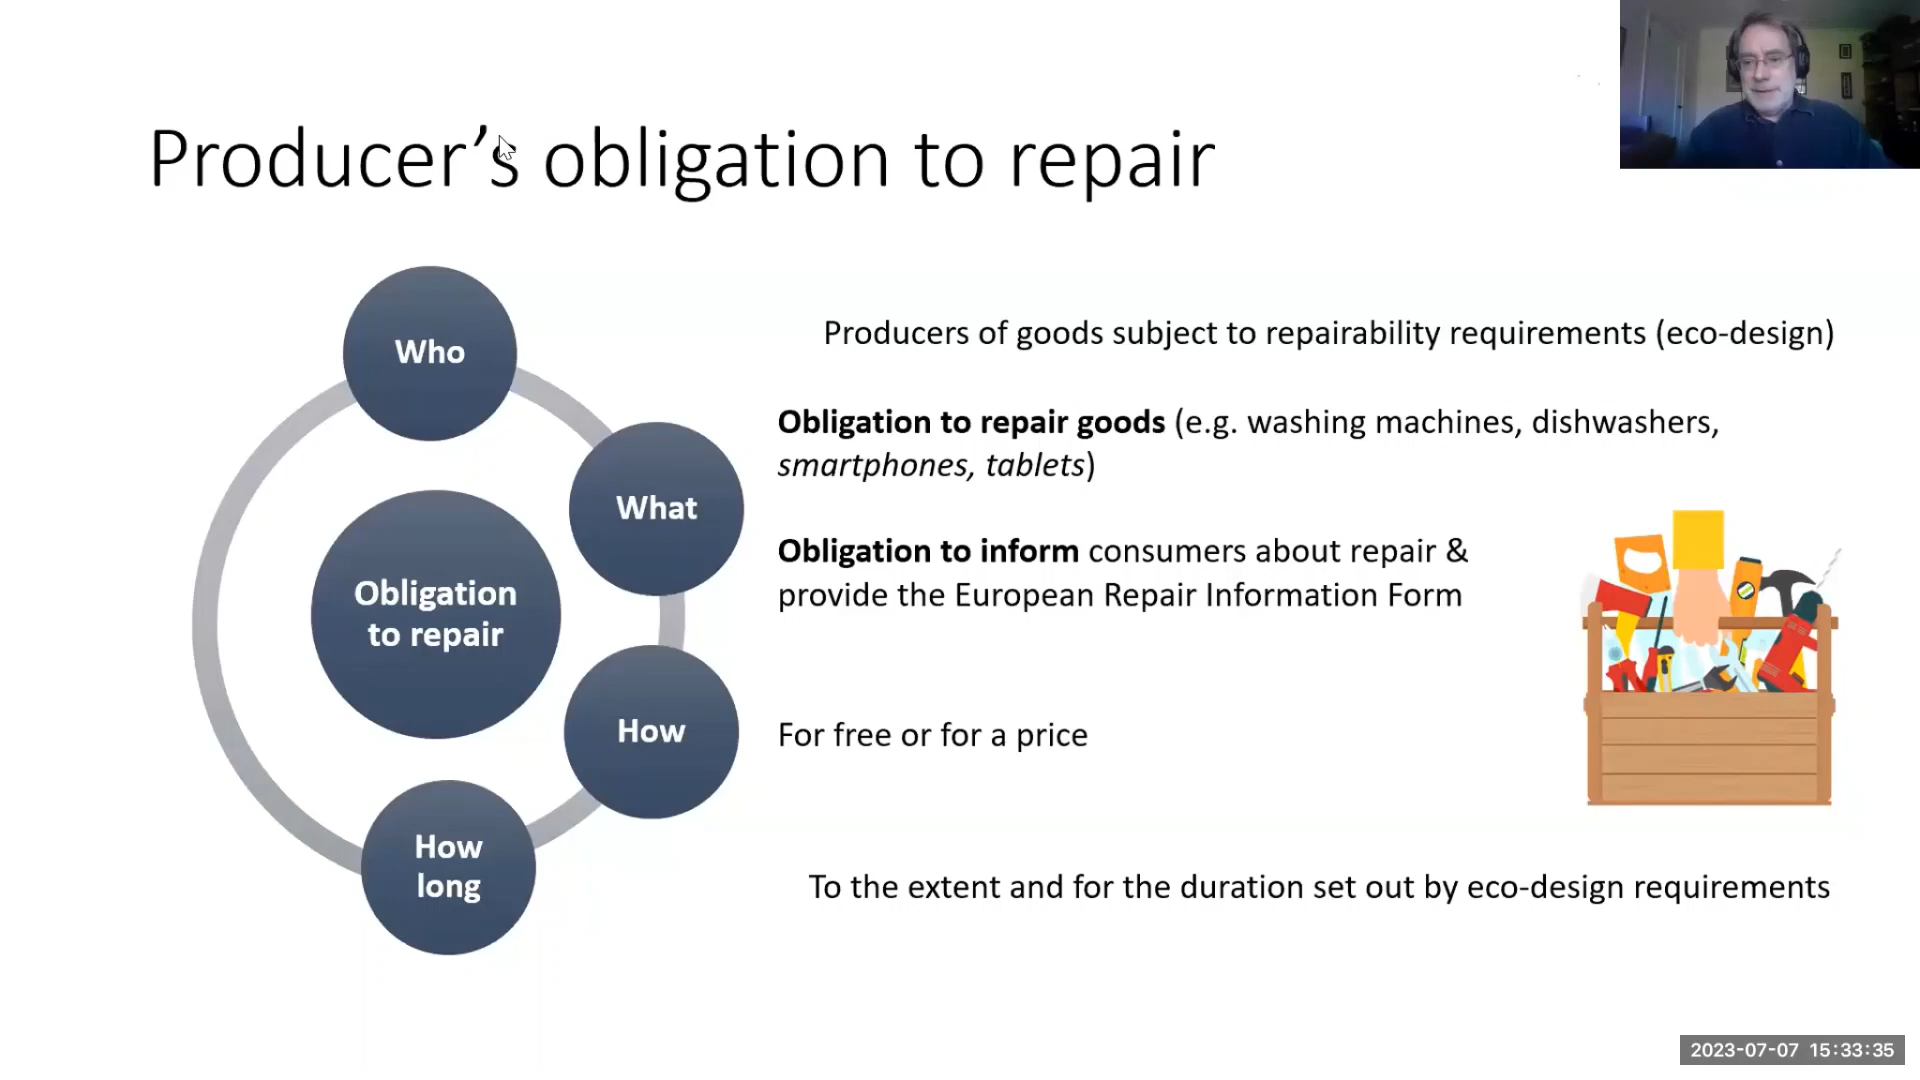 Producer’s obligation to repair
Who
Producers of goods subject to repairability requirements (eco-design)
What
Obligation to repair goods (e.g. washing machines, dishwashers,
smartphones, tablets)
Obligation to inform consumers about repair &
provide the European Repair Information Form
Obligation
to repair
How
For free or for a price
How
long
To the extent and for the duration set out by eco-design requirements
2023-07-07 15:33:35